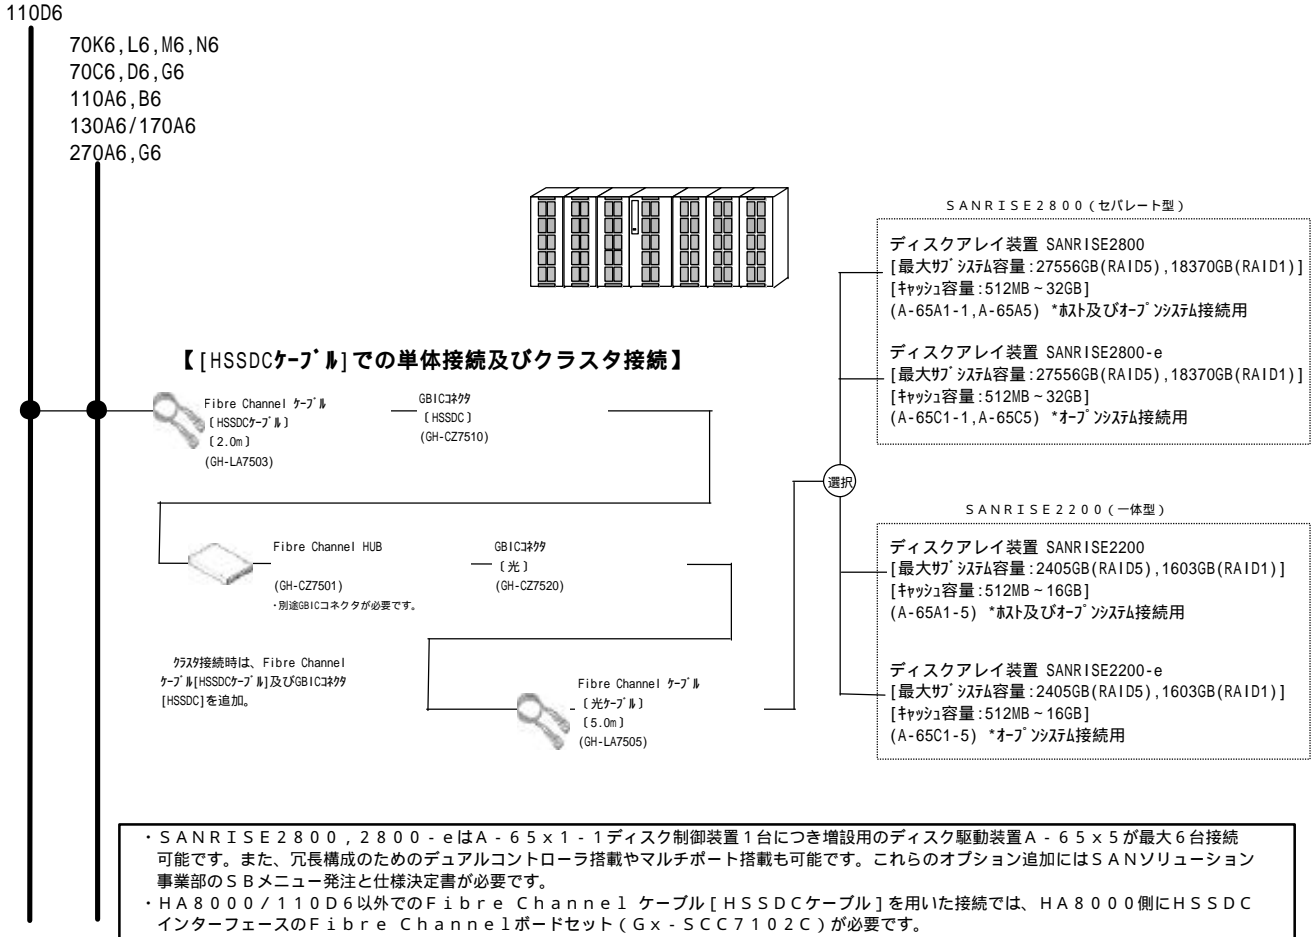 110D6
70K6,L6,M6,N6
70C6,D6,G6
110A6,B6
130A6/170A6
270A6,G6
【[HSSDCｹｰﾌﾞﾙ]での単体接続及びクラスタ接続】
Fibre Channel ｹｰﾌﾞﾙ
〔HSSDCｹｰﾌﾞﾙ〕
〔2.0m〕
(GH-LA7503)
GBICｺﾈｸﾀ
〔HSSDC〕
(GH-CZ7510)
Fibre Channel HUB
(GH-CZ7501)
・別途GBICコネクタが必要です。
GBICｺﾈｸﾀ
〔光〕
(GH-CZ7520)
ｸﾗｽﾀ接続時は、Fibre Channel
ｹｰﾌﾞﾙ[HSSDCｹｰﾌﾞﾙ]及びGBICｺﾈｸﾀ
[HSSDC]を追加。
Fibre Channel ｹｰﾌﾞﾙ
〔光ｹｰﾌﾞﾙ〕
〔5.0m〕
(GH-LA7505)
選択
ＳＡＮＲＩＳＥ２８００（セパレート型）
ディスクアレイ装置 SANRISE2800
[最大ｻﾌﾞｼｽﾃﾑ容量:27556GB(RAID5),18370GB(RAID1)]
[ｷｬｯｼｭ容量:512MB～32GB]
(A-65A1-1,A-65A5) *ﾎｽﾄ及びｵｰﾌﾟﾝｼｽﾃﾑ接続用
ディスクアレイ装置 SANRISE2800-e
[最大ｻﾌﾞｼｽﾃﾑ容量:27556GB(RAID5),18370GB(RAID1)]
[ｷｬｯｼｭ容量:512MB～32GB]
(A-65C1-1,A-65C5) *ｵｰﾌﾟﾝｼｽﾃﾑ接続用
ＳＡＮＲＩＳＥ２２００（一体型）
ディスクアレイ装置 SANRISE2200
[最大ｻﾌﾞｼｽﾃﾑ容量:2405GB(RAID5),1603GB(RAID1)]
[ｷｬｯｼｭ容量:512MB～16GB]
(A-65A1-5) *ﾎｽﾄ及びｵｰﾌﾟﾝｼｽﾃﾑ接続用
ディスクアレイ装置 SANRISE2200-e
[最大ｻﾌﾞｼｽﾃﾑ容量:2405GB(RAID5),1603GB(RAID1)]
[ｷｬｯｼｭ容量:512MB～16GB]
(A-65C1-5) *ｵｰﾌﾟﾝｼｽﾃﾑ接続用
・ＳＡＮＲＩＳＥ２８００，２８００-ｅはＡ-６５ｘ１-１ディスク制御装置１台につき増設用のディスク駆動装置Ａ-６５ｘ５が最大６台接続
可能です。また、冗長構成のためのデュアルコントローラ搭載やマルチポート搭載も可能です。これらのオプション追加にはＳＡＮソリューション
事業部のＳＢメニュー発注と仕様決定書が必要です。
・ＨＡ８０００/１１０Ｄ６以外でのＦｉｂｒｅ Ｃｈａｎｎｅｌ ケーブル[ＨＳＳＤＣケーブル]を用いた接続では、ＨＡ８０００側にＨＳＳＤＣ
インターフェースのＦｉｂｒｅ Ｃｈａｎｎｅｌボードセット(Ｇｘ-ＳＣＣ７１０２Ｃ)が必要です。